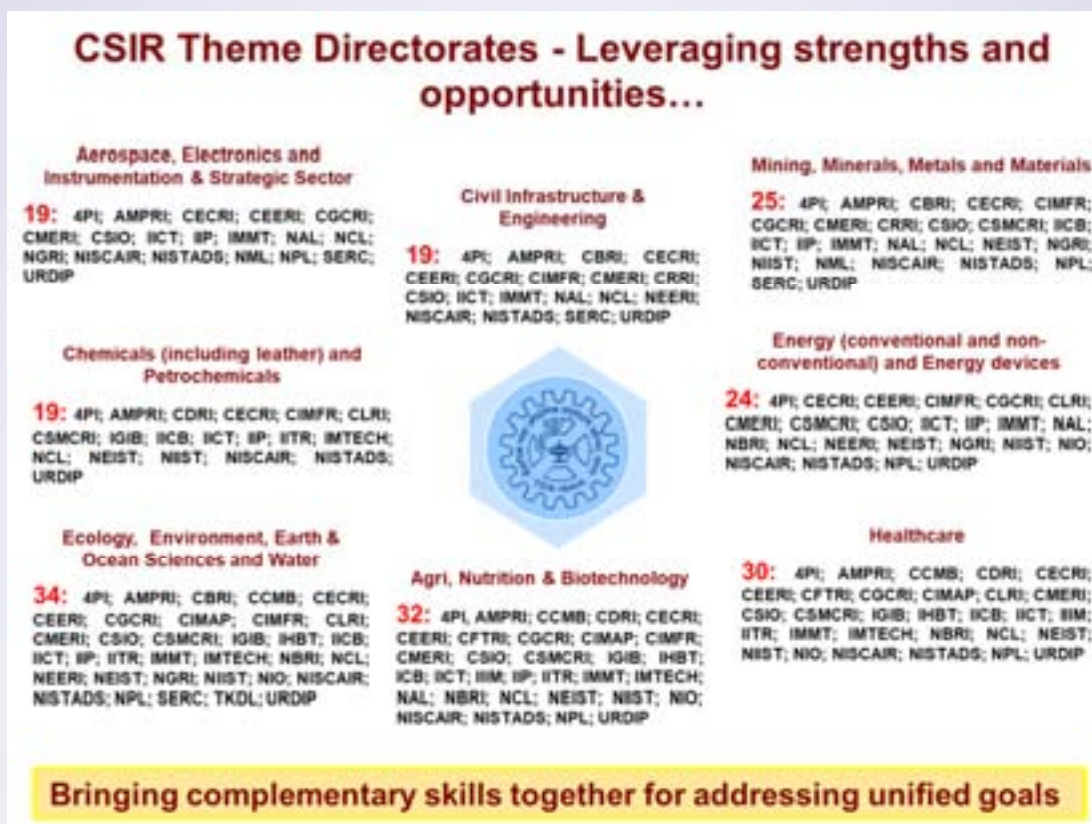 CSIR Theme Directorates - Leveraging strengths and
opportunities...
Aerospace, Electronics and
Instrumentation & Strategic Sector
19: 4PI; AMPRI; CECRI; CEERI; CGCRI;
CMERI; CSIO; IICT; IIP; IMMT; NAL; NCL;
NGRI; NISCAIR; NISTADS; NML; NPL; SERC;
URDIP
Civil Infrastructure &
Engineering
19: 4PI; AMPRI; CBRI; CECRI;
CEERI; CGCRI; CIMFR; CMERI; CRRI;
CSIO; IICT; IMMT; NAL; NCL; NEERI;
NISCAIR; NISTADS; SERC; URDIP
Mining, Minerals, Metals and Materials
25: 4PI; AMPRI; CBRI; CECRI; CIMFR;
CGCRI; CMERI; CRRI; CSIO; CSMCRI; IICB;
IICT; IIP; IMMT; NAL; NCL; NEIST; NGRI;
NIIST; NML; NISCAIR; NISTADS; NPL;
SERC; URDIP
Chemicals (including leather) and
Petrochemicals
19: 4PI; AMPRI; CDRI; CECRI; CIMFR; CLRI;
CSMCRI; IGIB; IICB; IICT; IIP; IITR; IMTECH;
NCL; NEIST; NIIST; NISCAIR; NISTADS;
URDIP
Energy (conventional and non-
conventional) and Energy devices
24: 4PI; CECRI; CEERI; CIMFR; CGCRI; CLRI;
CMERI; CSMCRI; CSIO; IICT; IIP; IMMT; NAL;
NBRI; NCL; NEERI; NEIST; NGRI; NIIST; NIO;
NISCAIR; NISTADS; NPL; URDIP
Ecology, Environment, Earth &
Ocean Sciences and Water
34: 4PI; AMPRI; CBRI; CCMB; CECRI;
CEERI; CGCRI; CIMAP; CIMFR; CLRI;
CMERI; CSIO; CSMCRI; IGIB; IHBT; IICB;
IICT; IIP; IITR; IMMT; IMTECH; NBRI; NCL;
NEERI; NEIST; NGRI; NIIST; NIO; NISCAIR;
NISTADS; NPL; SERC; TKDL; URDIP
Agri, Nutrition & Biotechnology
32: 4PI, AMPRI; CCMB; CDRI; CECRI;
CEERI; CFTRI; CGCRI; CIMAP; CIMFR;
CMERI; CSIO; CSMCRI; IGIB; IHBT;
ICB; IICT; IIIM; IIP; IITR; IMMT; IMTECH;
NAL; NBRI; NCL; NEIST; NIIST; NIO;
NISCAIR; NISTADS; NPL; URDIP
Healthcare
30: 4PI; AMPRI; CCMB; CDRI; CECRI;
CEERI; CFTRI; CGCRI; CIMAP; CLRI; CMERI;
CSIO; CSMCRI; IGIB; IHBT; IICB; IICT; IIIM;
IITR; IMMT; IMTECH; NBRI; NCL; NEIST;
NIIST; NIO; NISCAIR; NISTADS; NPL; URDIP
Bringing complementary skills together for addressing unified goals